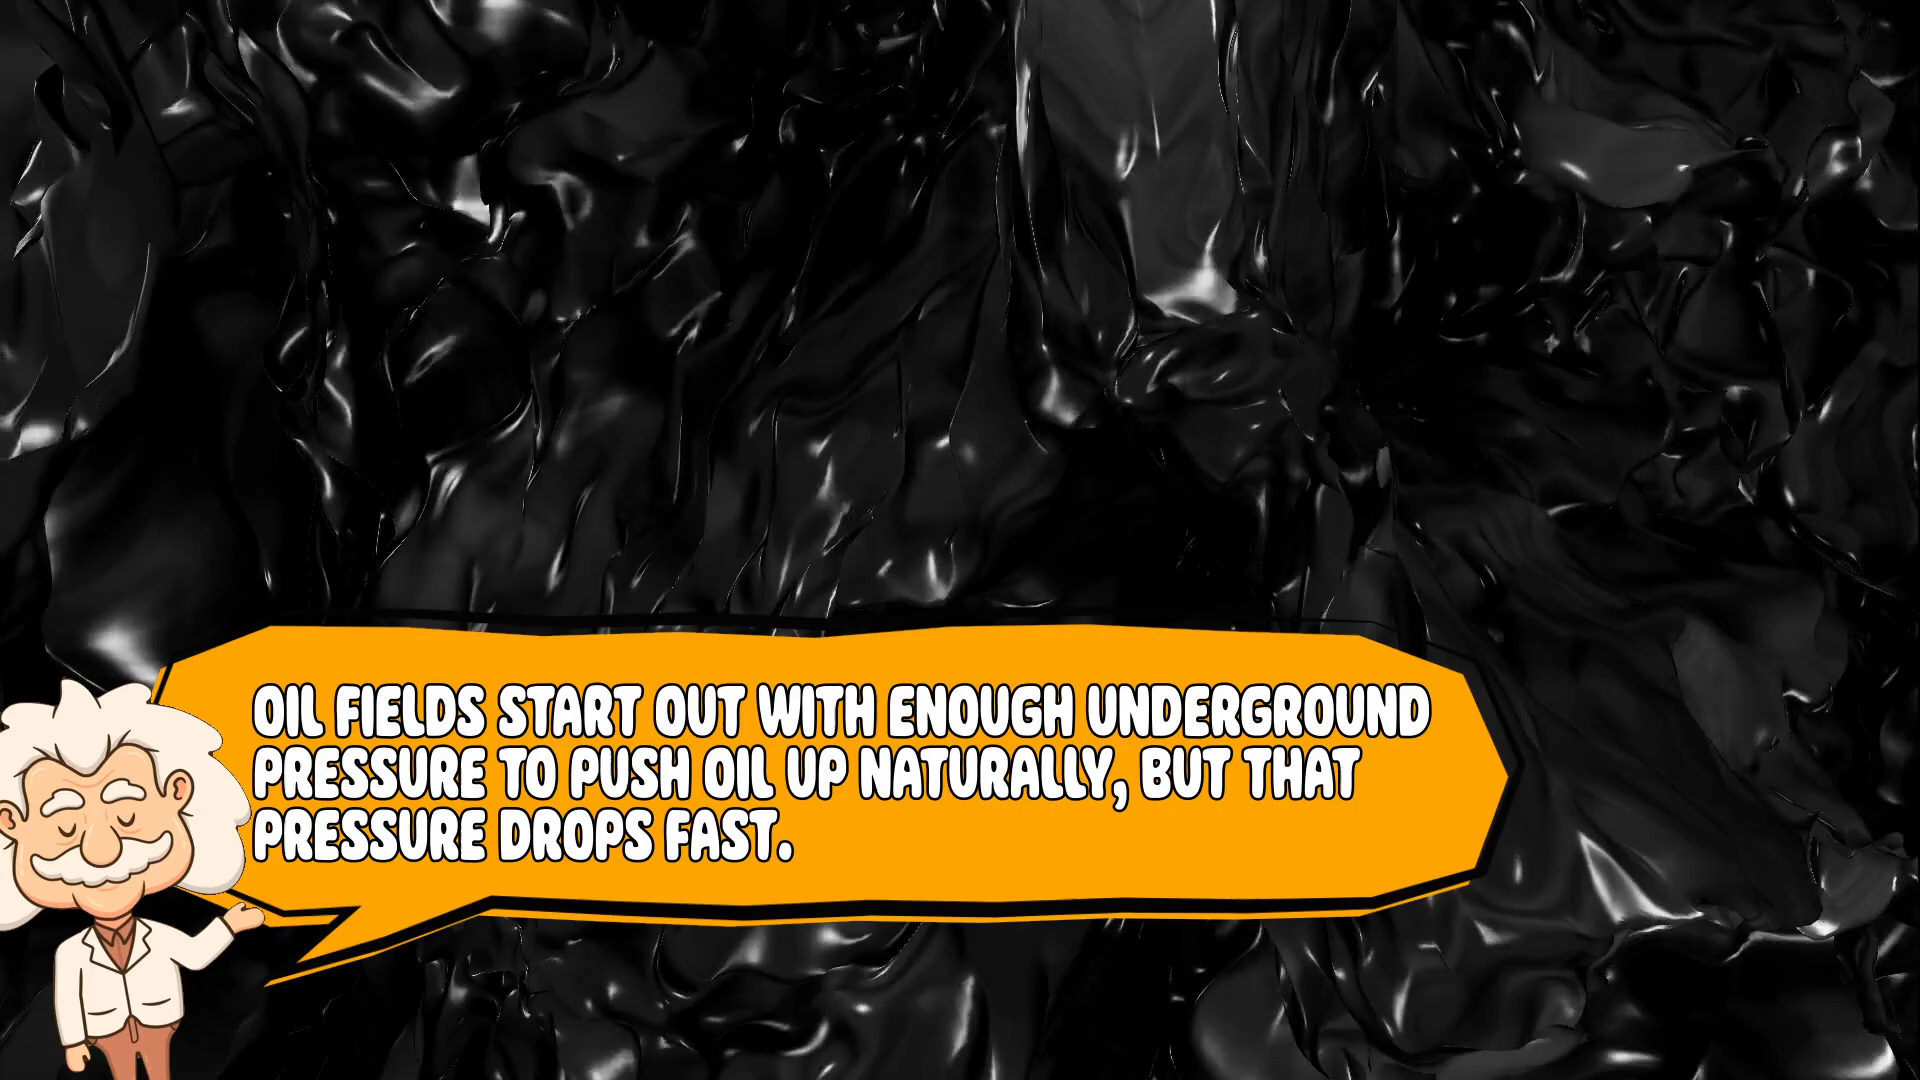 OIL FIELDS START OUT WITH ENOUGH UNDERGROUND
PRESSURE TO PUSH OIL UP NATURALLY, BUT THAT
PRESSURE DROPS FAST.